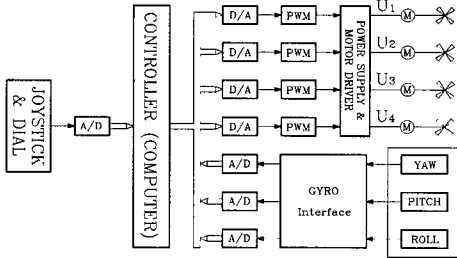 JOYSTICK
& DIAL
A/D
CONTROLLER (COMPUTER)
D/A
PWM
D/A
PWM
D/A
PWM
D/A
PWM
POWER SUPPLY &
MOTOR DRIVER
U1
M
U2
M
U3
M
U4
M
A/D
A/D
A/D
GYRO
Interface
YAW
PITCH
ROLL